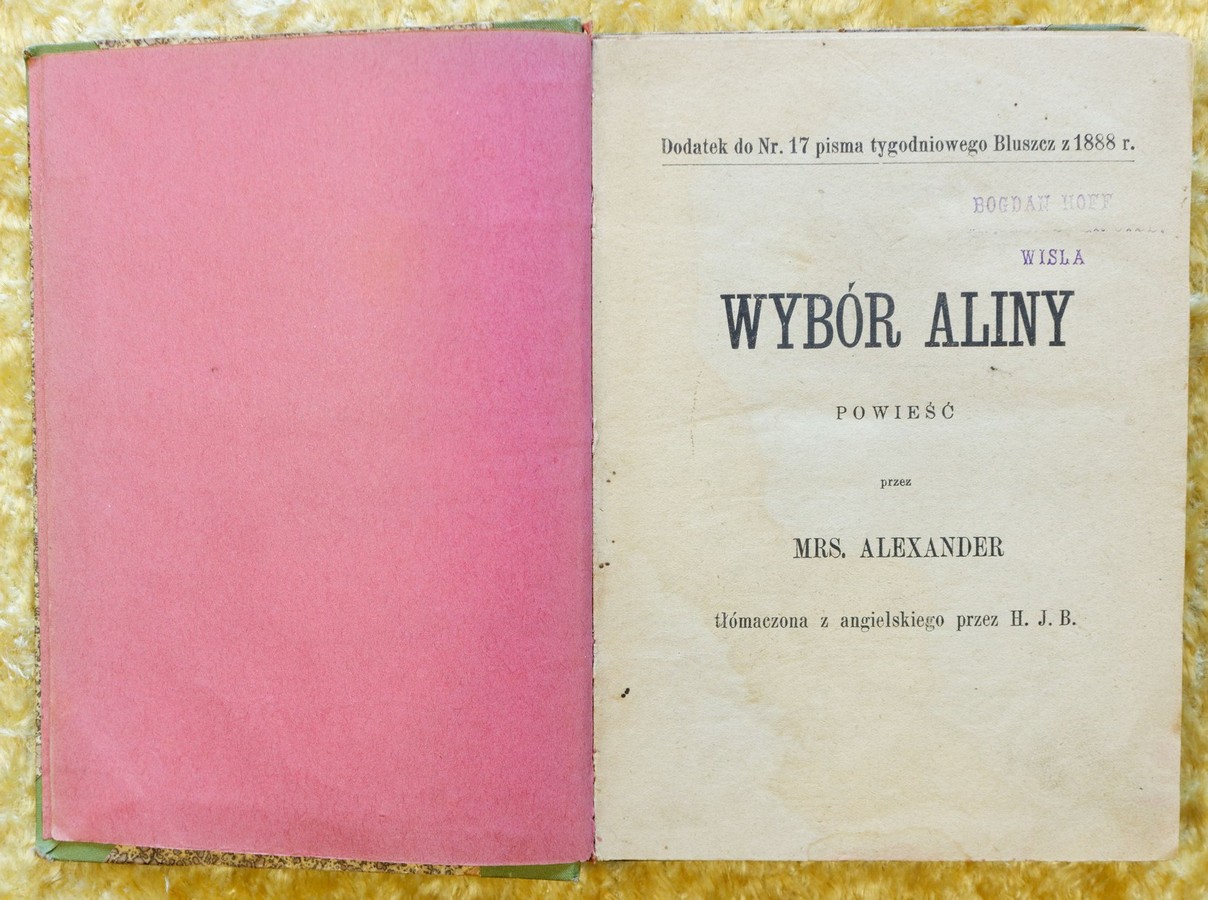 Dodatek do Nr. 17 pisma tygodniowego Bluszcz z 1888 r.
BOGDAN HOFF
WISLA
WYBÓR ALINY
POWIEŚĆ
przez
MRS. ALEXANDER
tłómaczona z angielskiego przez H. J. B.